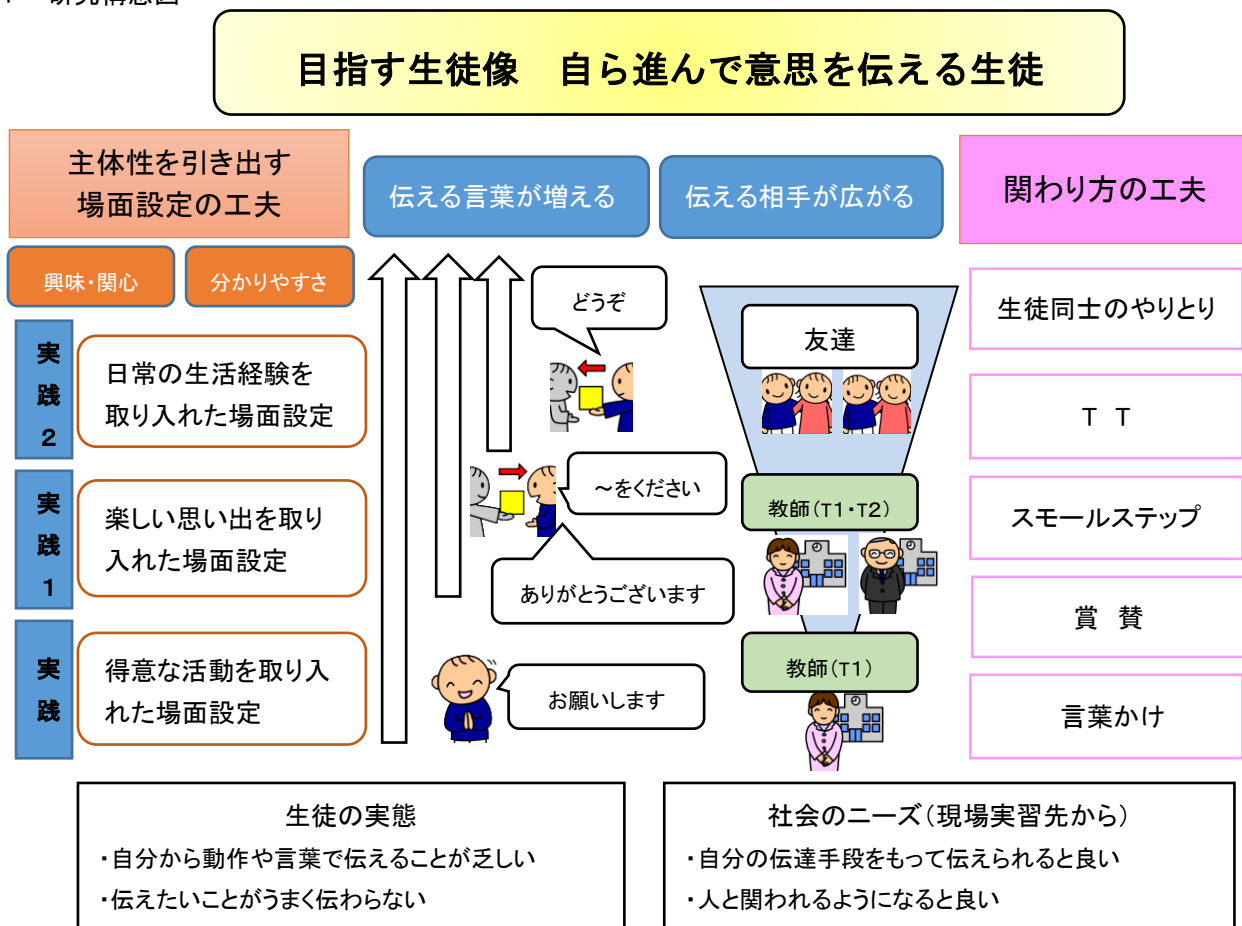 研究構想図
目指す生徒像 自ら進んで意思を伝える生徒
主体性を引き出す
場面設定の工夫
伝える言葉が増える
伝える相手が広がる
関わり方の工夫
興味・関心
分かりやすさ
実践2
日常の生活経験を
取り入れた場面設定
実践1
楽しい思い出を取り
入れた場面設定
実践
得意な活動を取り入
れた場面設定
どうぞ
～をください
ありがとうございます
お願いします
友達
教師(T1・T2)
教師(T1)
生徒同士のやりとり
T T
スモールステップ
賞 賛
言葉かけ
生徒の実態
・自分から動作や言葉で伝えることが乏しい
・伝えたいことがうまく伝わらない
社会のニーズ(現場実習先から)
・自分の伝達手段をもって伝えられると良い
・人と関われるようになると良い